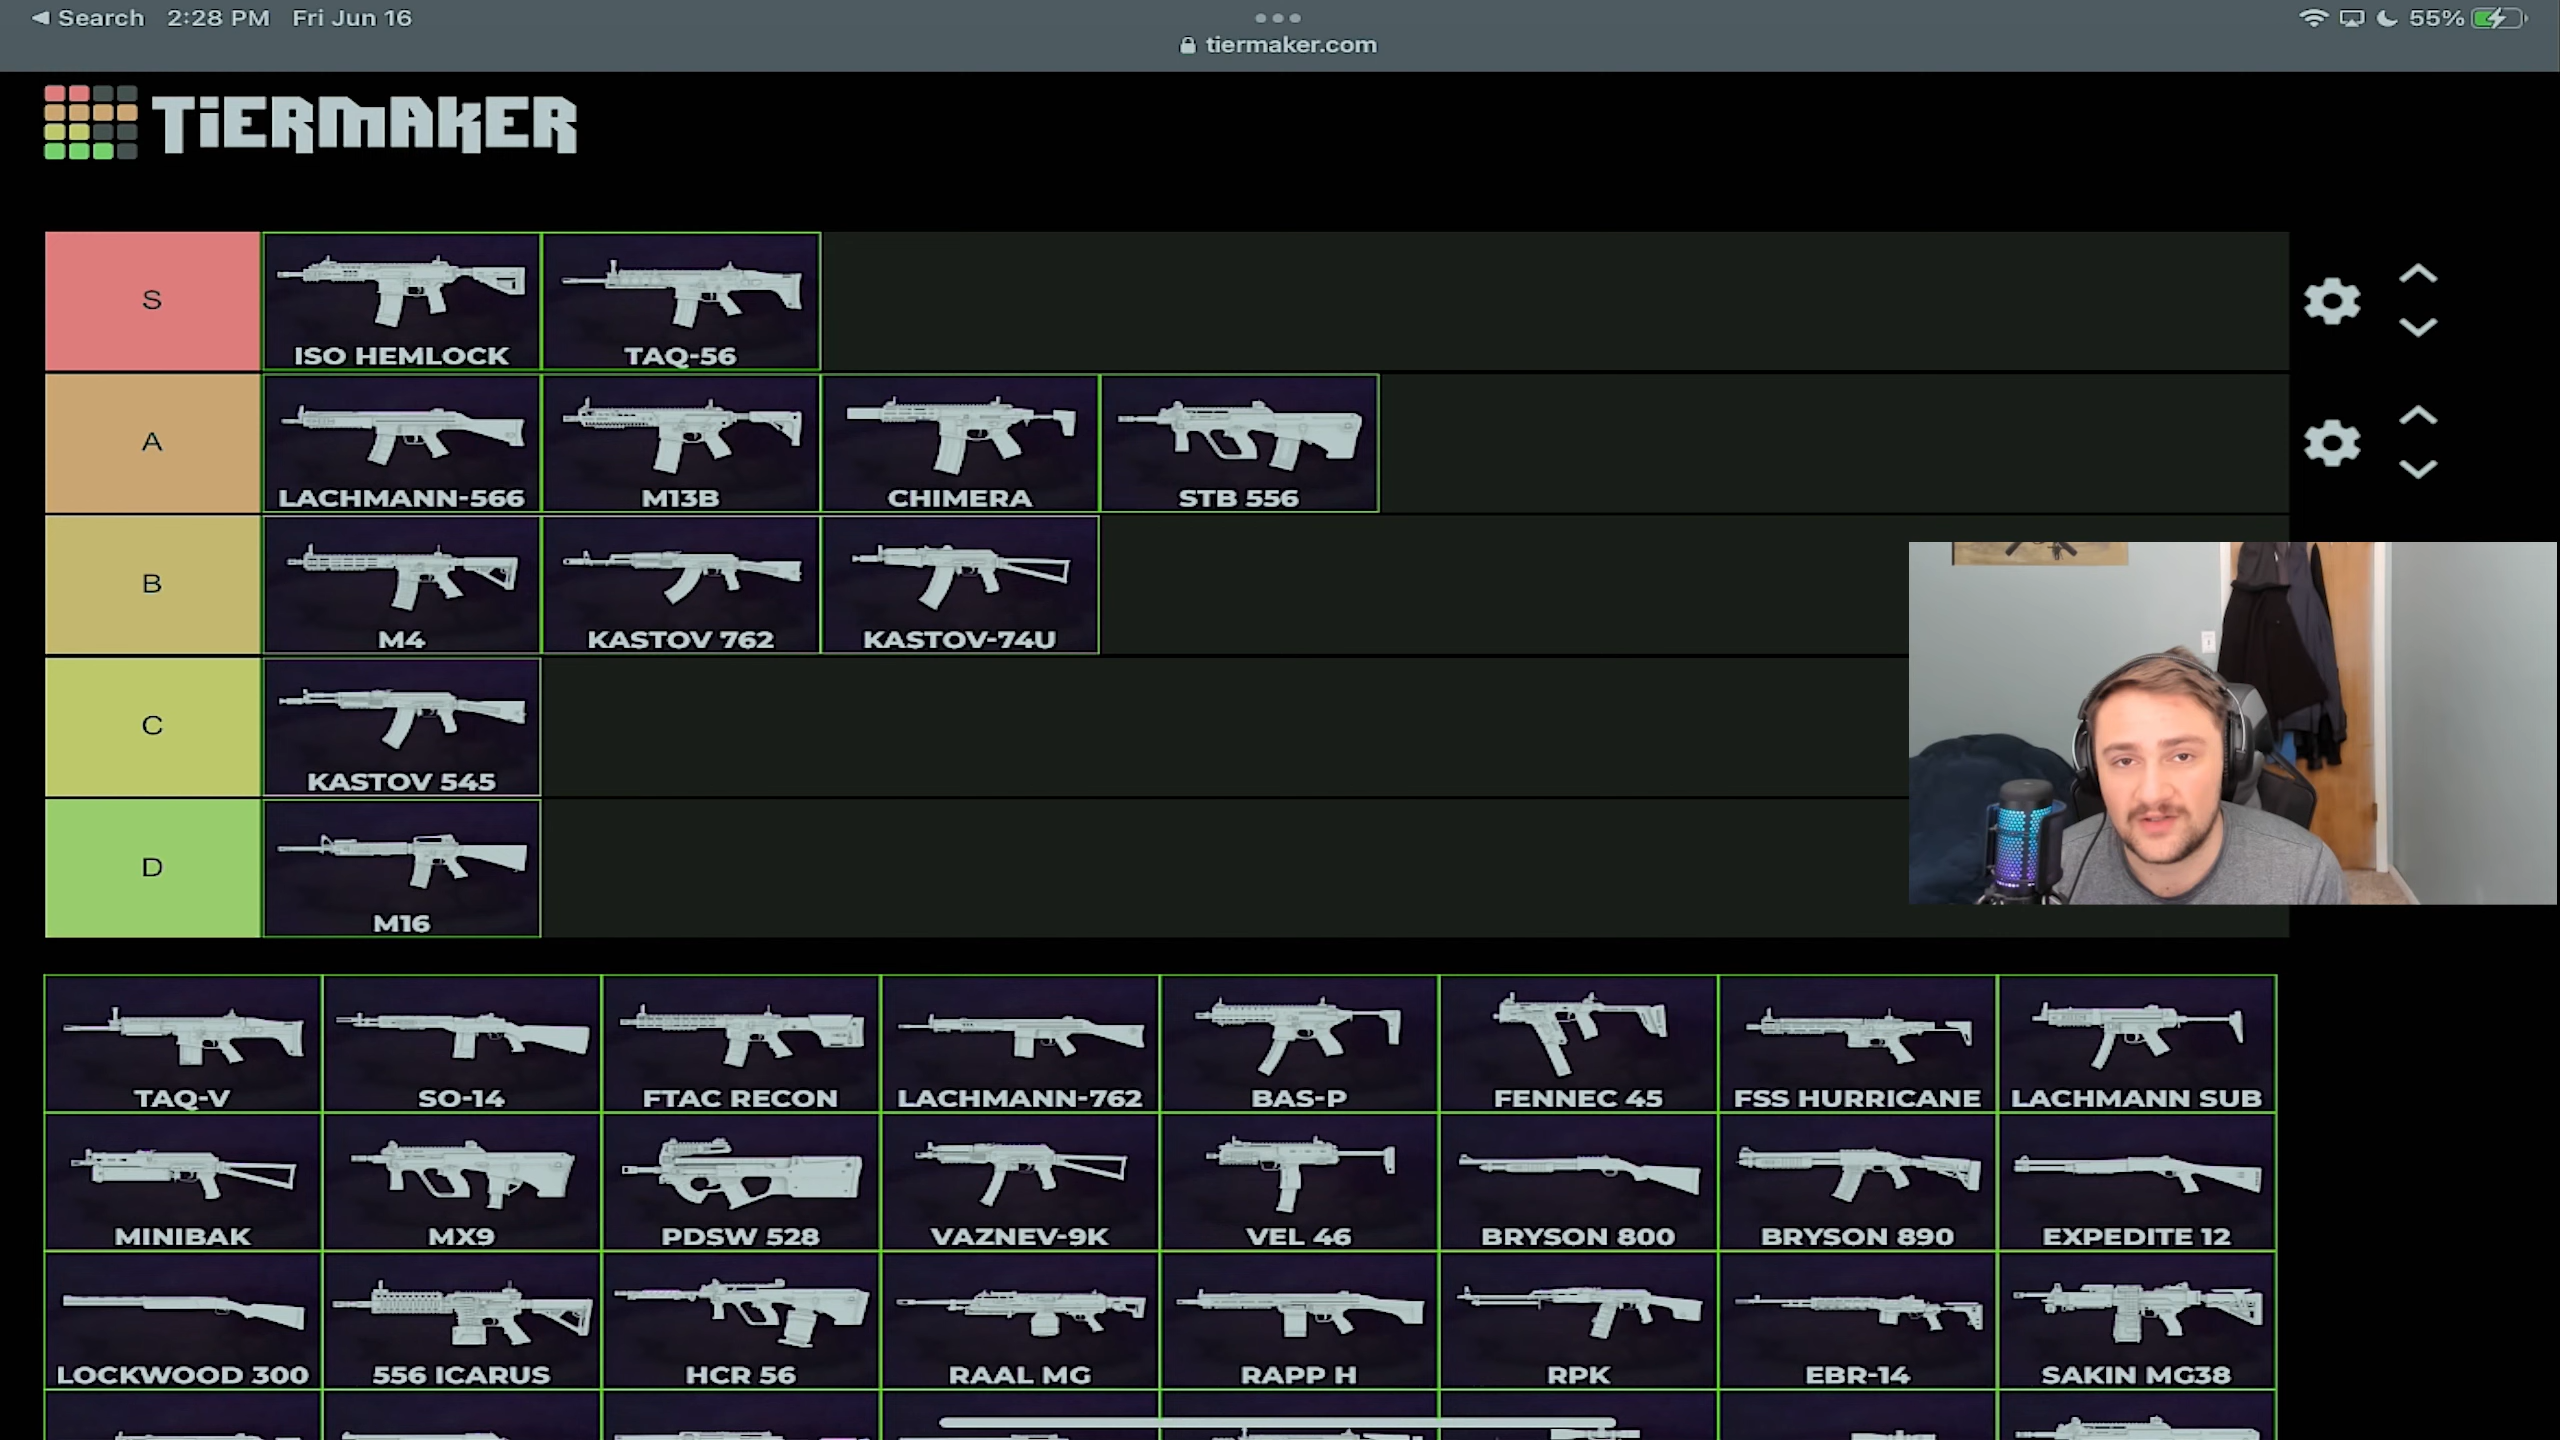 Search 2:28 PM Fri Jun 16
55%
tiermaker.com
TiERMAKER
S
ISO HEMLOCK TAQ-56
A
LACHMANN-566 M13B CHIMERA STB 556
B
M4 KASTOV 762 KASTOV-74U
C
KASTOV 545
D
M16
TAQ-V SO-14 FTAC RECON LACHMANN-762 BAS-P FENNEC 45 FSS HURRICANE LACHMANN SUB
MINIBAK MX9 PDSW 528 VAZNEV-9K VEL 46 BRYSON 800 BRYSON 890 EXPEDITE 12
LOCKWOOD 300 556 ICARUS HCR 56 RAAL MG RAPP H RPK EBR-14 SAKIN MG38